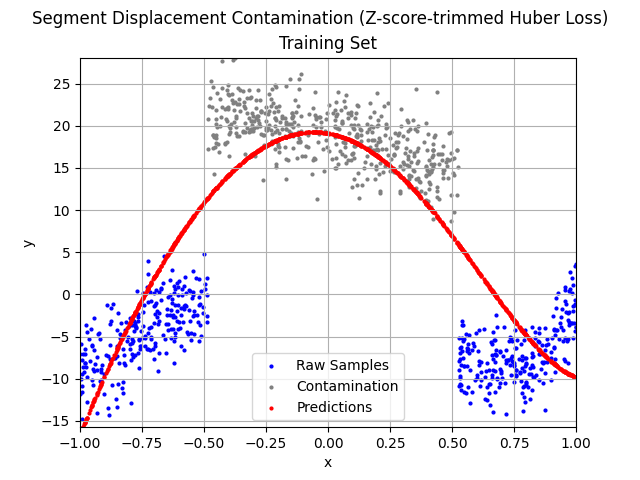 Segment Displacement Contamination (Z-score-trimmed Huber Loss)
Training Set
25
20
15
10
5
0
−5
−10
−15
y
Raw Samples
Contamination
Predictions
−1.00 −0.75 −0.50 −0.25 0.00 0.25 0.50 0.75 1.00
x